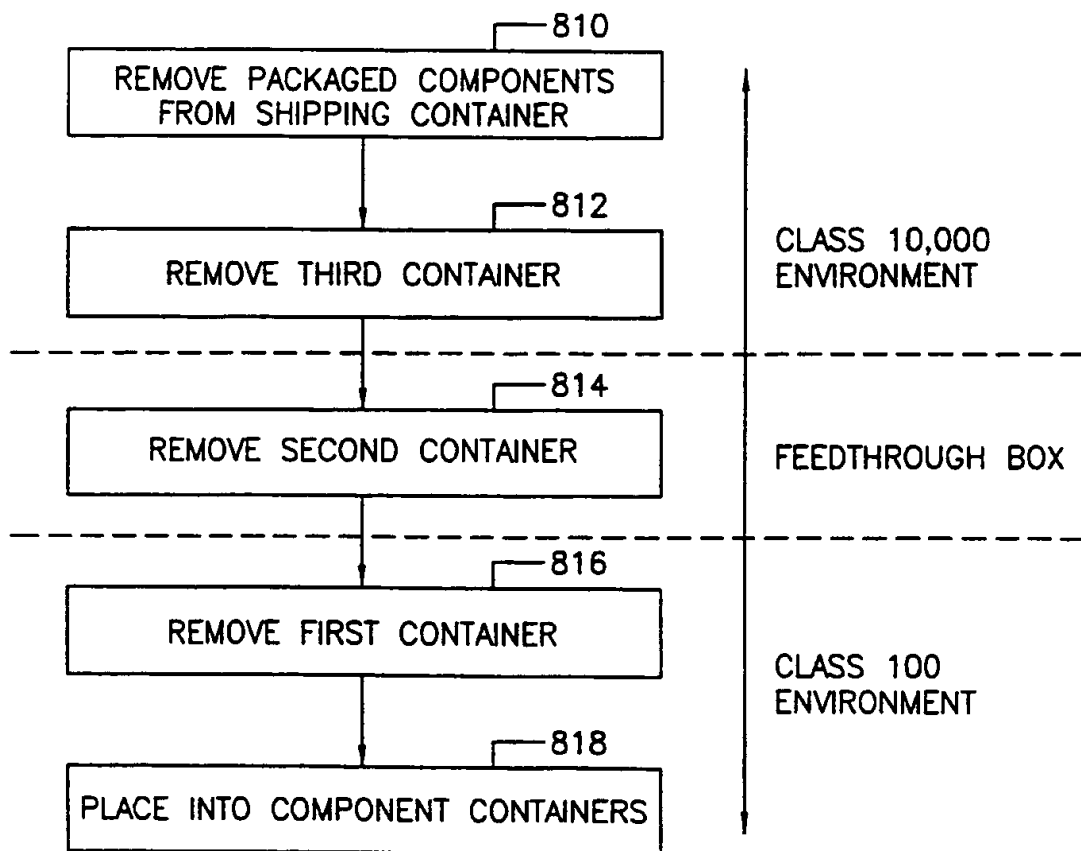 810
REMOVE PACKAGED COMPONENTS
FROM SHIPPING CONTAINER
812
REMOVE THIRD CONTAINER
CLASS 10,000
ENVIRONMENT
814
REMOVE SECOND CONTAINER
FEEDTHROUGH BOX
816
REMOVE FIRST CONTAINER
CLASS 100
ENVIRONMENT
818
PLACE INTO COMPONENT CONTAINERS